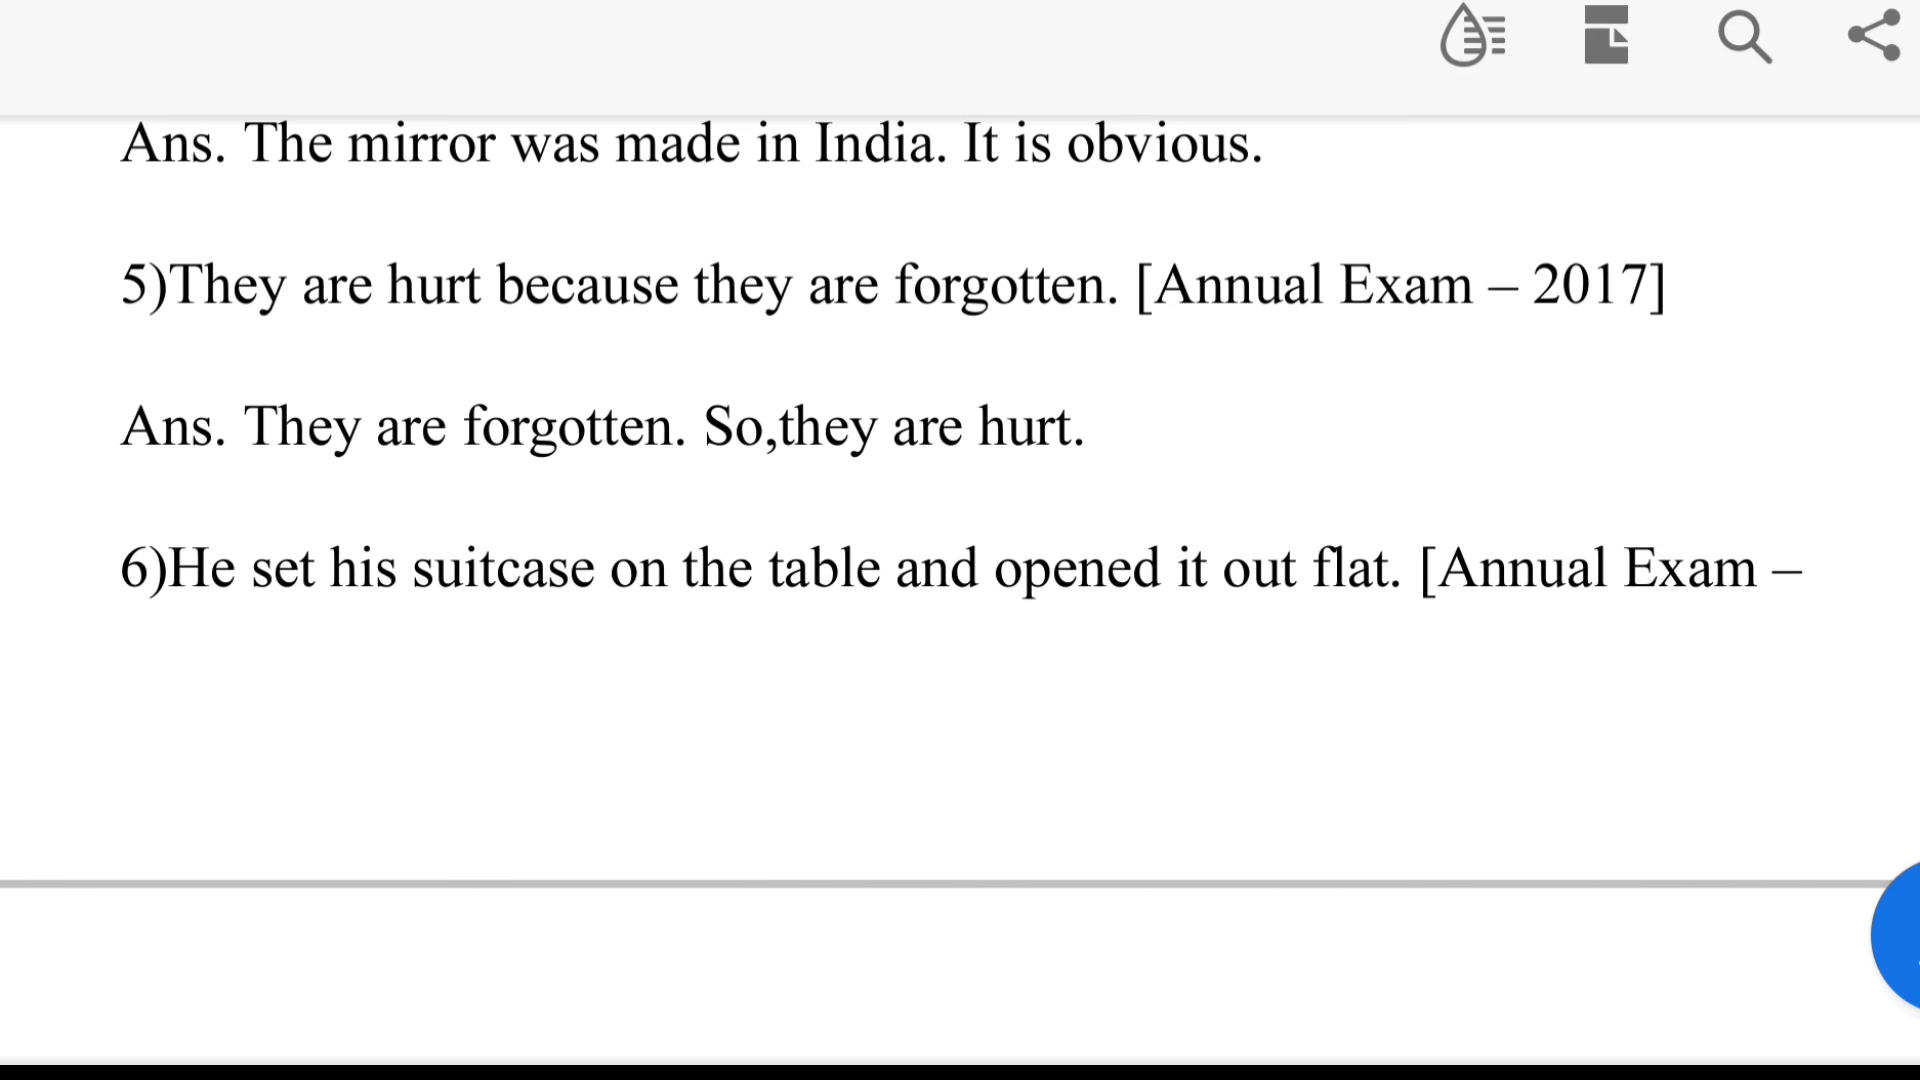 Ans. The mirror was made in India. It is obvious.
5)They are hurt because they are forgotten. [Annual Exam – 2017]
Ans. They are forgotten. So,they are hurt.
6)He set his suitcase on the table and opened it out flat. [Annual Exam –